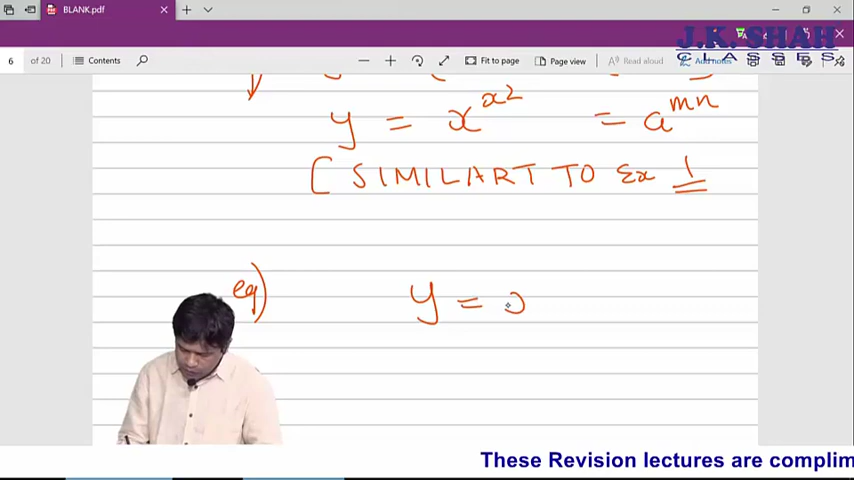 BLANK.pdf
6 of 20 Contents Fit to page Page view Read aloud Add notes
J.K. SHAH
CLASSES
y = x^x2 = a^mn
[ SIMILART TO Ex 1
eg) y =
These Revision lectures are complim